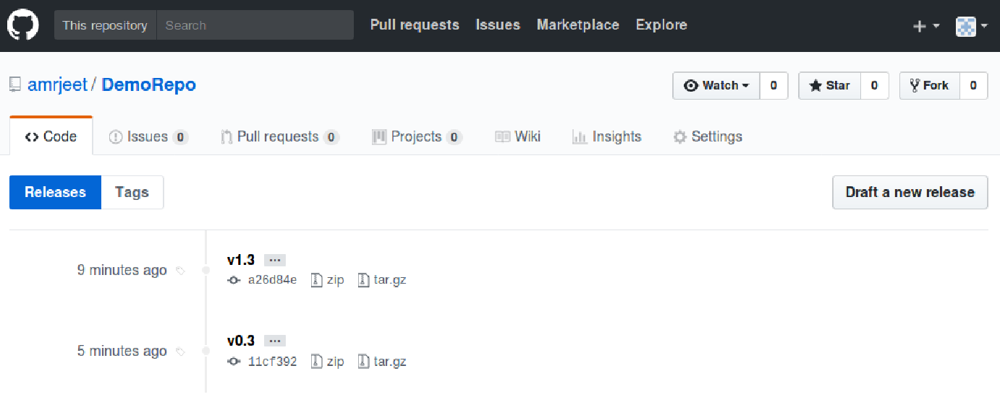 This repository Search Pull requests Issues Marketplace Explore
amrjeet / DemoRepo Watch 0 Star 0 Fork 0
Code Issues 0 Pull requests 0 Projects 0 Wiki Insights Settings
Releases Tags Draft a new release
v1.3 ...
9 minutes ago
a26d84e zip tar.gz
v0.3 ...
5 minutes ago
11cf392 zip tar.gz